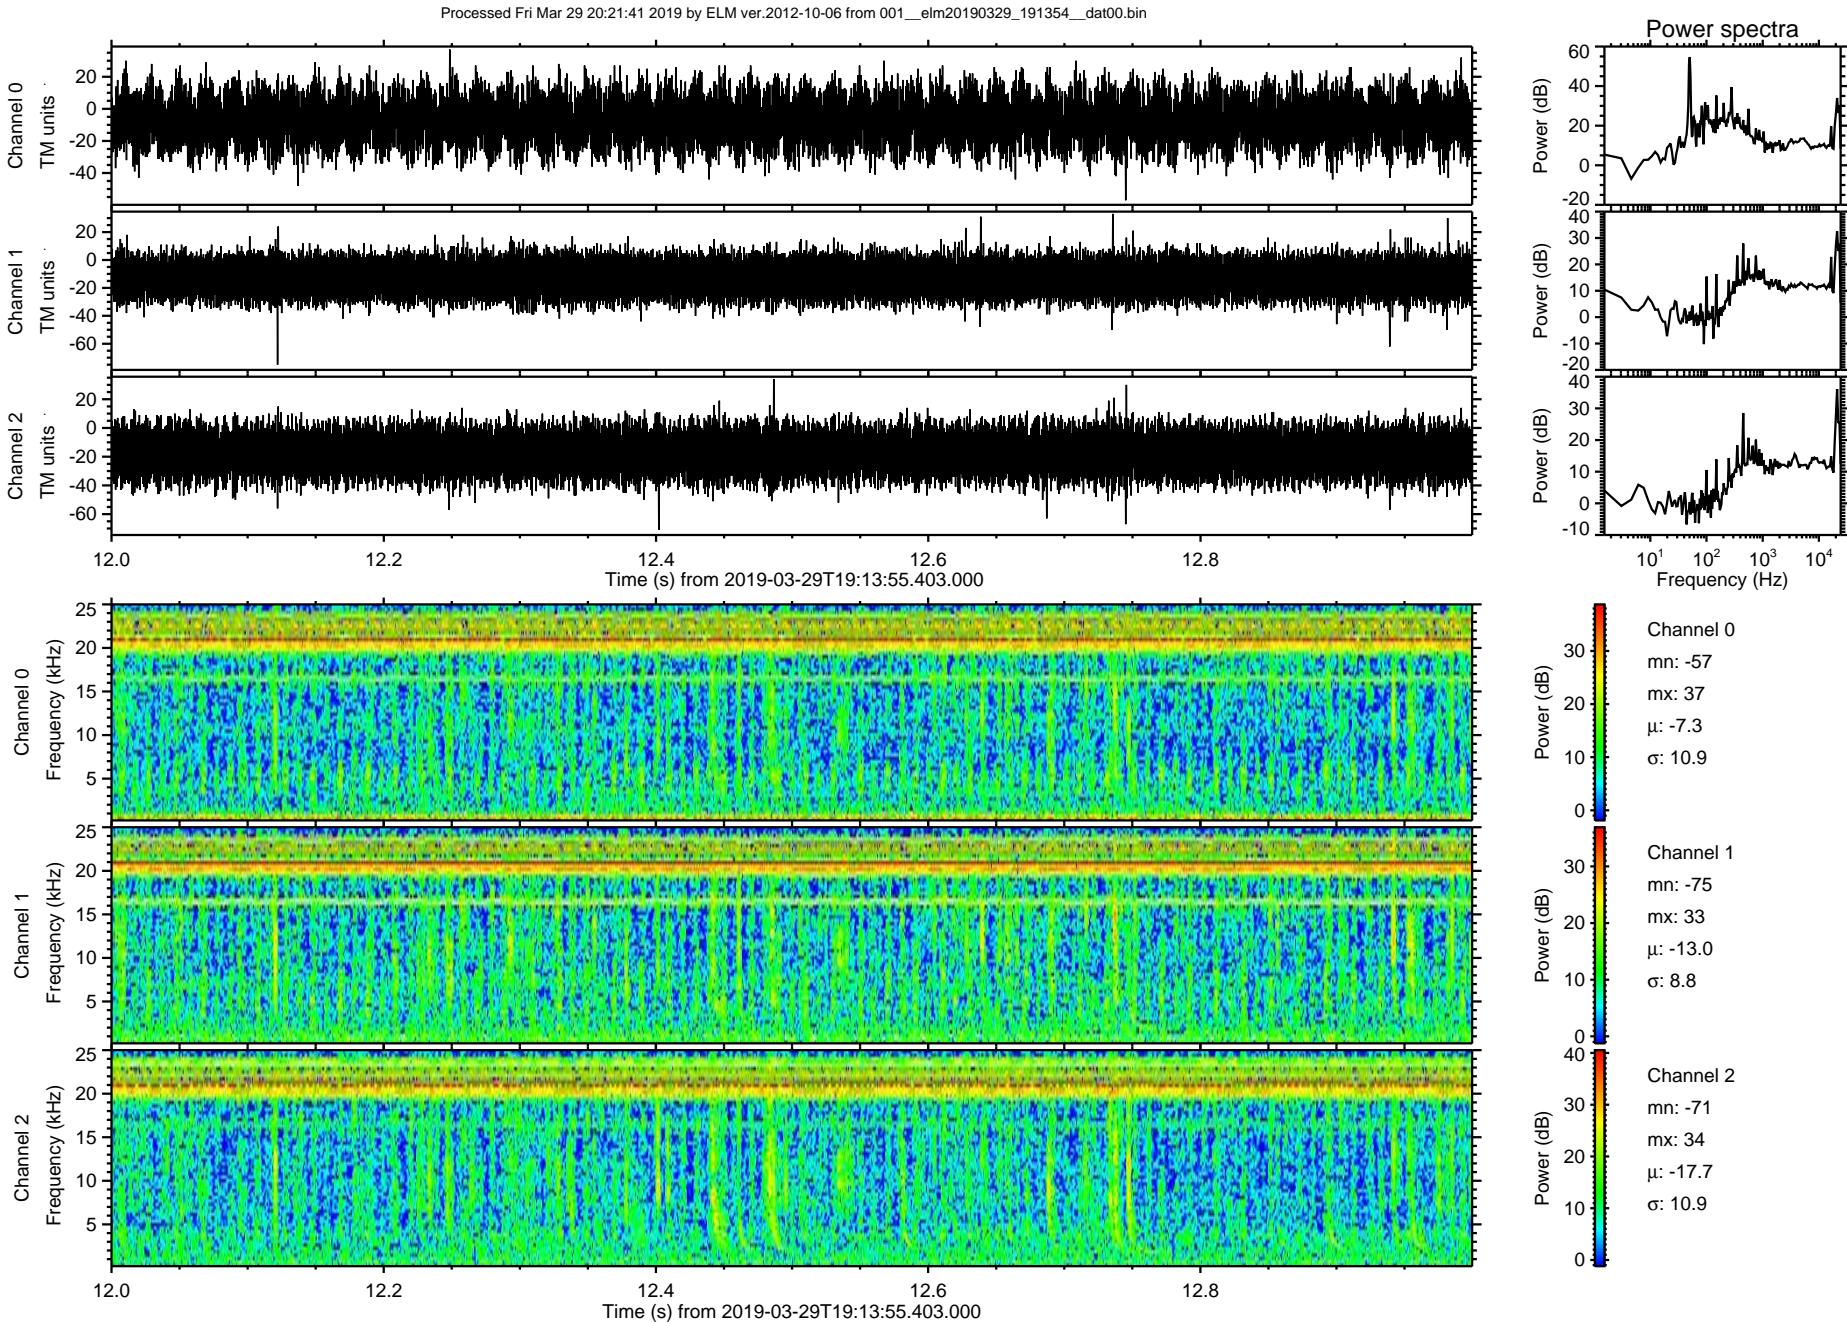 Processed Fri Mar 29 20:21:41 2019 by ELM ver.2012-10-06 from 001__elm20190329_191354__dat00.bin
Power spectra
Channel 0
TM units
20
0
-20
-40
Power (dB)
60
40
20
0
-20
Channel 1
TM units
20
0
-20
-40
-60
Power (dB)
40
30
20
10
0
-10
-20
Channel 2
TM units
20
0
-20
-40
-60
Power (dB)
40
30
20
10
0
-10
12.0 12.2 12.4 12.6 12.8
Time (s) from 2019-03-29T19:13:55.403.000
10^1 10^2 10^3 10^4
Frequency (Hz)
Channel 0
Frequency (kHz)
25
20
15
10
5
Power (dB)
30
20
10
0
Channel 0
mn: -57
mx: 37
μ: -7.3
σ: 10.9
Channel 1
Frequency (kHz)
25
20
15
10
5
Power (dB)
30
20
10
0
Channel 1
mn: -75
mx: 33
μ: -13.0
σ: 8.8
Channel 2
Frequency (kHz)
25
20
15
10
5
Power (dB)
40
30
20
10
0
Channel 2
mn: -71
mx: 34
μ: -17.7
σ: 10.9
12.0 12.2 12.4 12.6 12.8
Time (s) from 2019-03-29T19:13:55.403.000